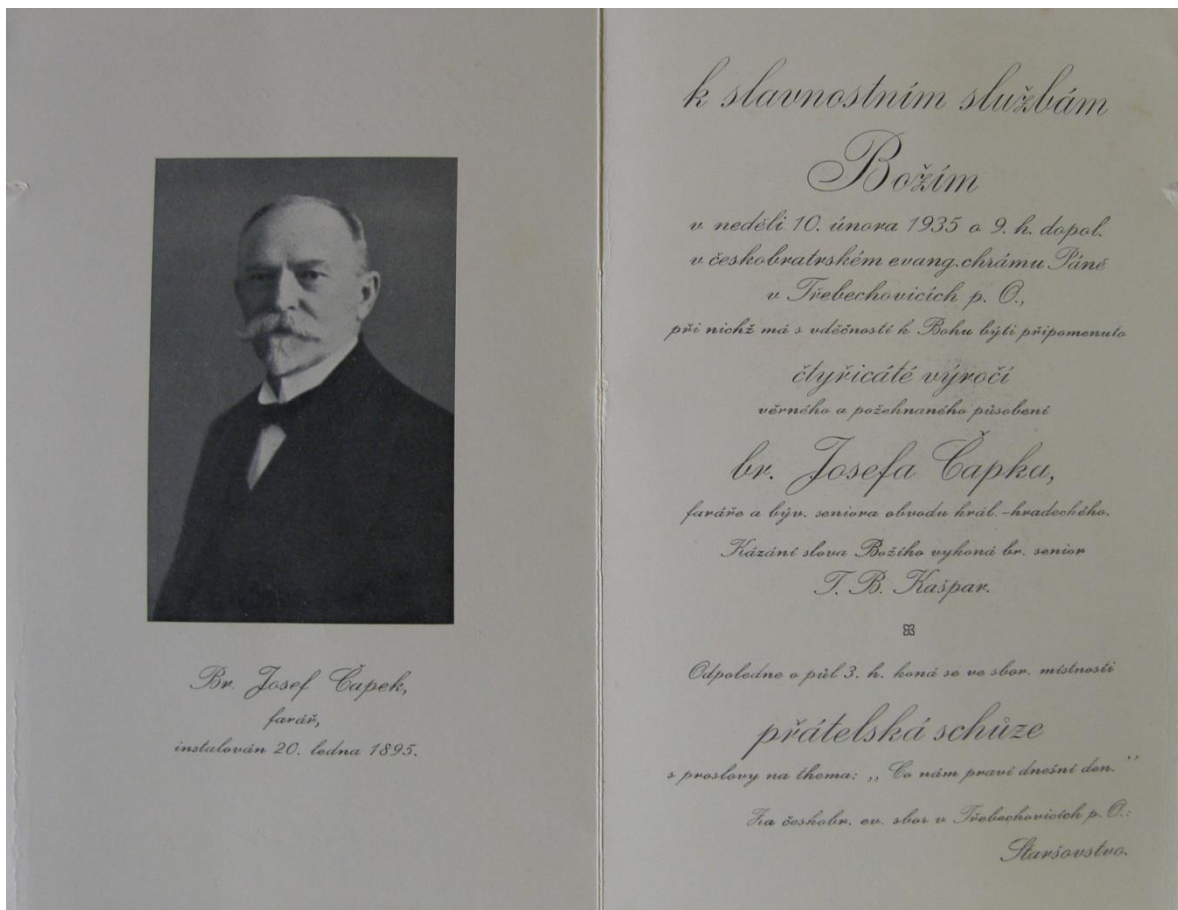 Br. Josef Čapek,
farář,
instalován 20. ledna 1895.
k slavnostním službám
Božím
v neděli 10. února 1935 o 9. h. dopol.
v českobratrském evang. chrámu Páně
v Třebechovicích p. O.,
při nichž má s vděčností k Bohu býti připomenuto
čtyřicáté výročí
věrného a požehnaného působení
br. Josefa Čapka,
faráře a býv. seniora obvodu král.-hradeckého.
Kázání slova Božího vykoná br. senior
T. B. Kašpar.
Odpoledne o půl 3. h. koná se ve sbor. místnosti
přátelská schůze
s proslovy na thema: „Co nám praví dnešní den.”
Za českobr. ev. sbor v Třebechovicích p. O.:
Staršovstvo.